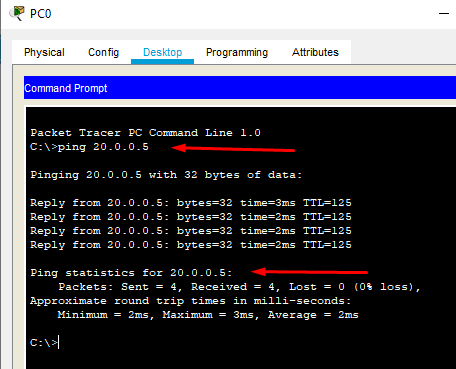 PC0
Physical Config Desktop Programming Attributes
Command Prompt
Packet Tracer PC Command Line 1.0
C:\>ping 20.0.0.5
Pinging 20.0.0.5 with 32 bytes of data:
Reply from 20.0.0.5: bytes=32 time=3ms TTL=125
Reply from 20.0.0.5: bytes=32 time=2ms TTL=125
Reply from 20.0.0.5: bytes=32 time=2ms TTL=125
Reply from 20.0.0.5: bytes=32 time=2ms TTL=125
Ping statistics for 20.0.0.5:
Packets: Sent = 4, Received = 4, Lost = 0 (0% loss),
Approximate round trip times in milli-seconds:
Minimum = 2ms, Maximum = 3ms, Average = 2ms
C:\>